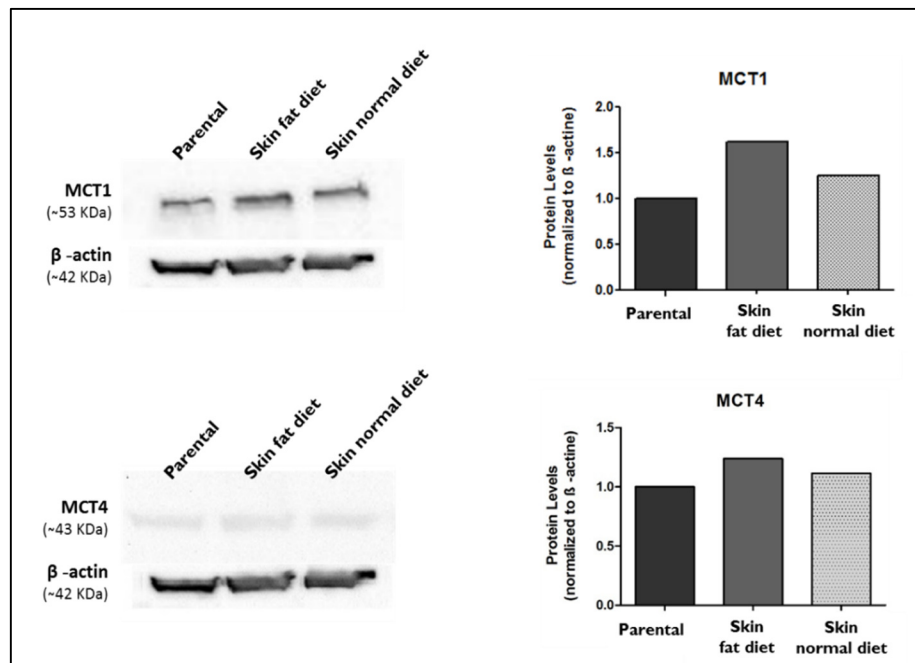 Parental
Skin fat diet
Skin normal diet
MCT1
(~53 KDa)
β -actin
(~42 KDa)
MCT1
Protein Levels
(normalized to ß -actine)
2.0
1.5
1.0
0.5
0.0
Parental
Skin
fat diet
Skin
normal diet
Parental
Skin fat diet
Skin normal diet
MCT4
(~43 KDa)
β -actin
(~42 KDa)
MCT4
Protein Levels
(normalized to ß -actine)
1.5
1.0
0.5
0.0
Parental
Skin
fat diet
Skin
normal diet